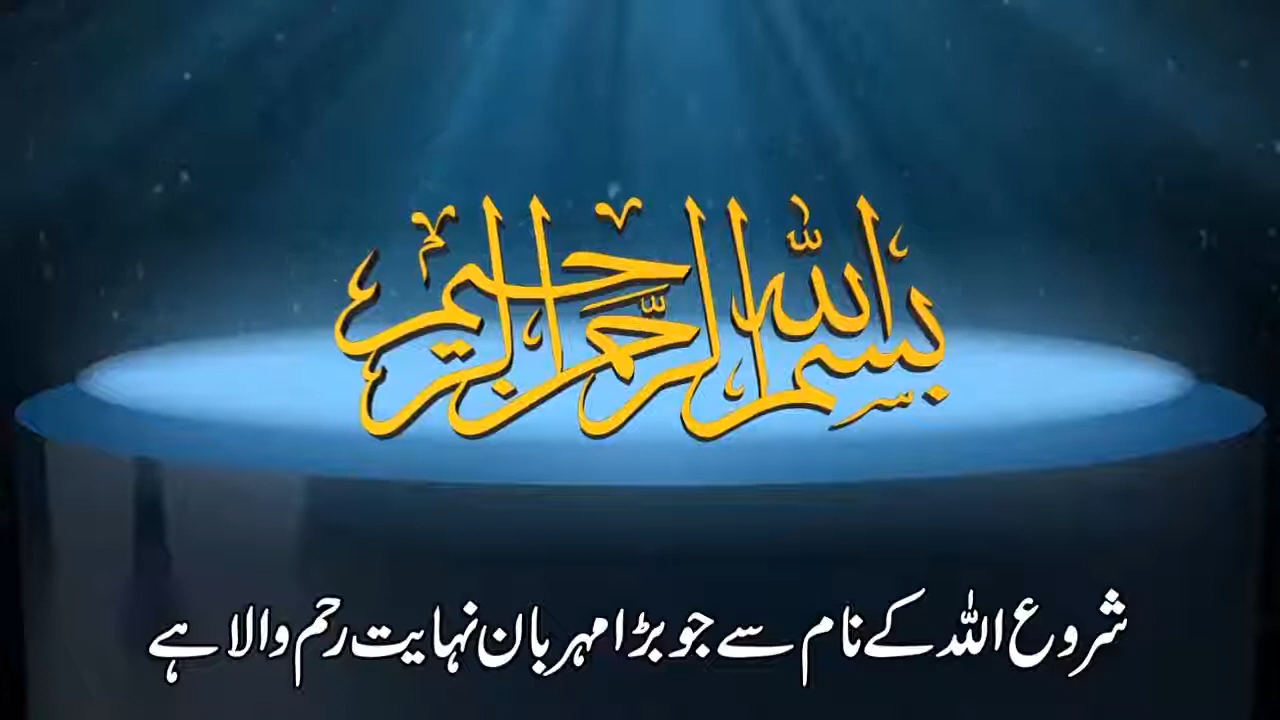 بسم الله الرحمن الرحيم
شروع اللہ کے نام سے جو بڑا مہربان نہایت رحم والا ہے